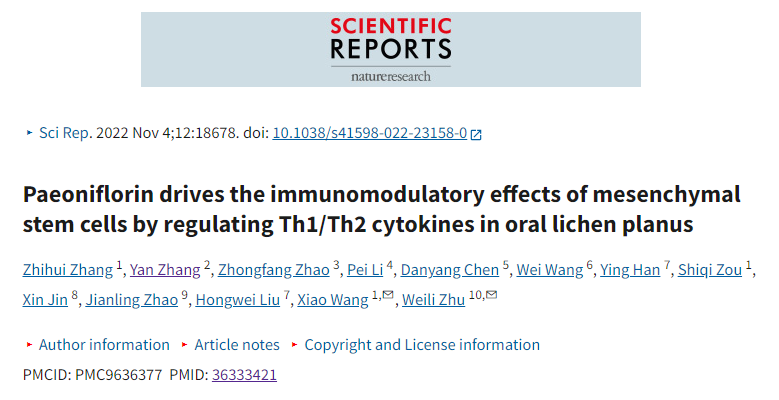 SCIENTIFIC
REPORTS
natureresearch
Sci Rep. 2022 Nov 4;12:18678. doi: 10.1038/s41598-022-23158-0
Paeoniflorin drives the immunomodulatory effects of mesenchymal
stem cells by regulating Th1/Th2 cytokines in oral lichen planus
Zhihui Zhang 1, Yan Zhang 2, Zhongfang Zhao 3, Pei Li 4, Danyang Chen 5, Wei Wang 6, Ying Han 7, Shiqi Zou 1,
Xin Jin 8, Jianling Zhao 9, Hongwei Liu 7, Xiao Wang 1,✉, Weili Zhu 10,✉
Author information Article notes Copyright and License information
PMCID: PMC9636377 PMID: 36333421